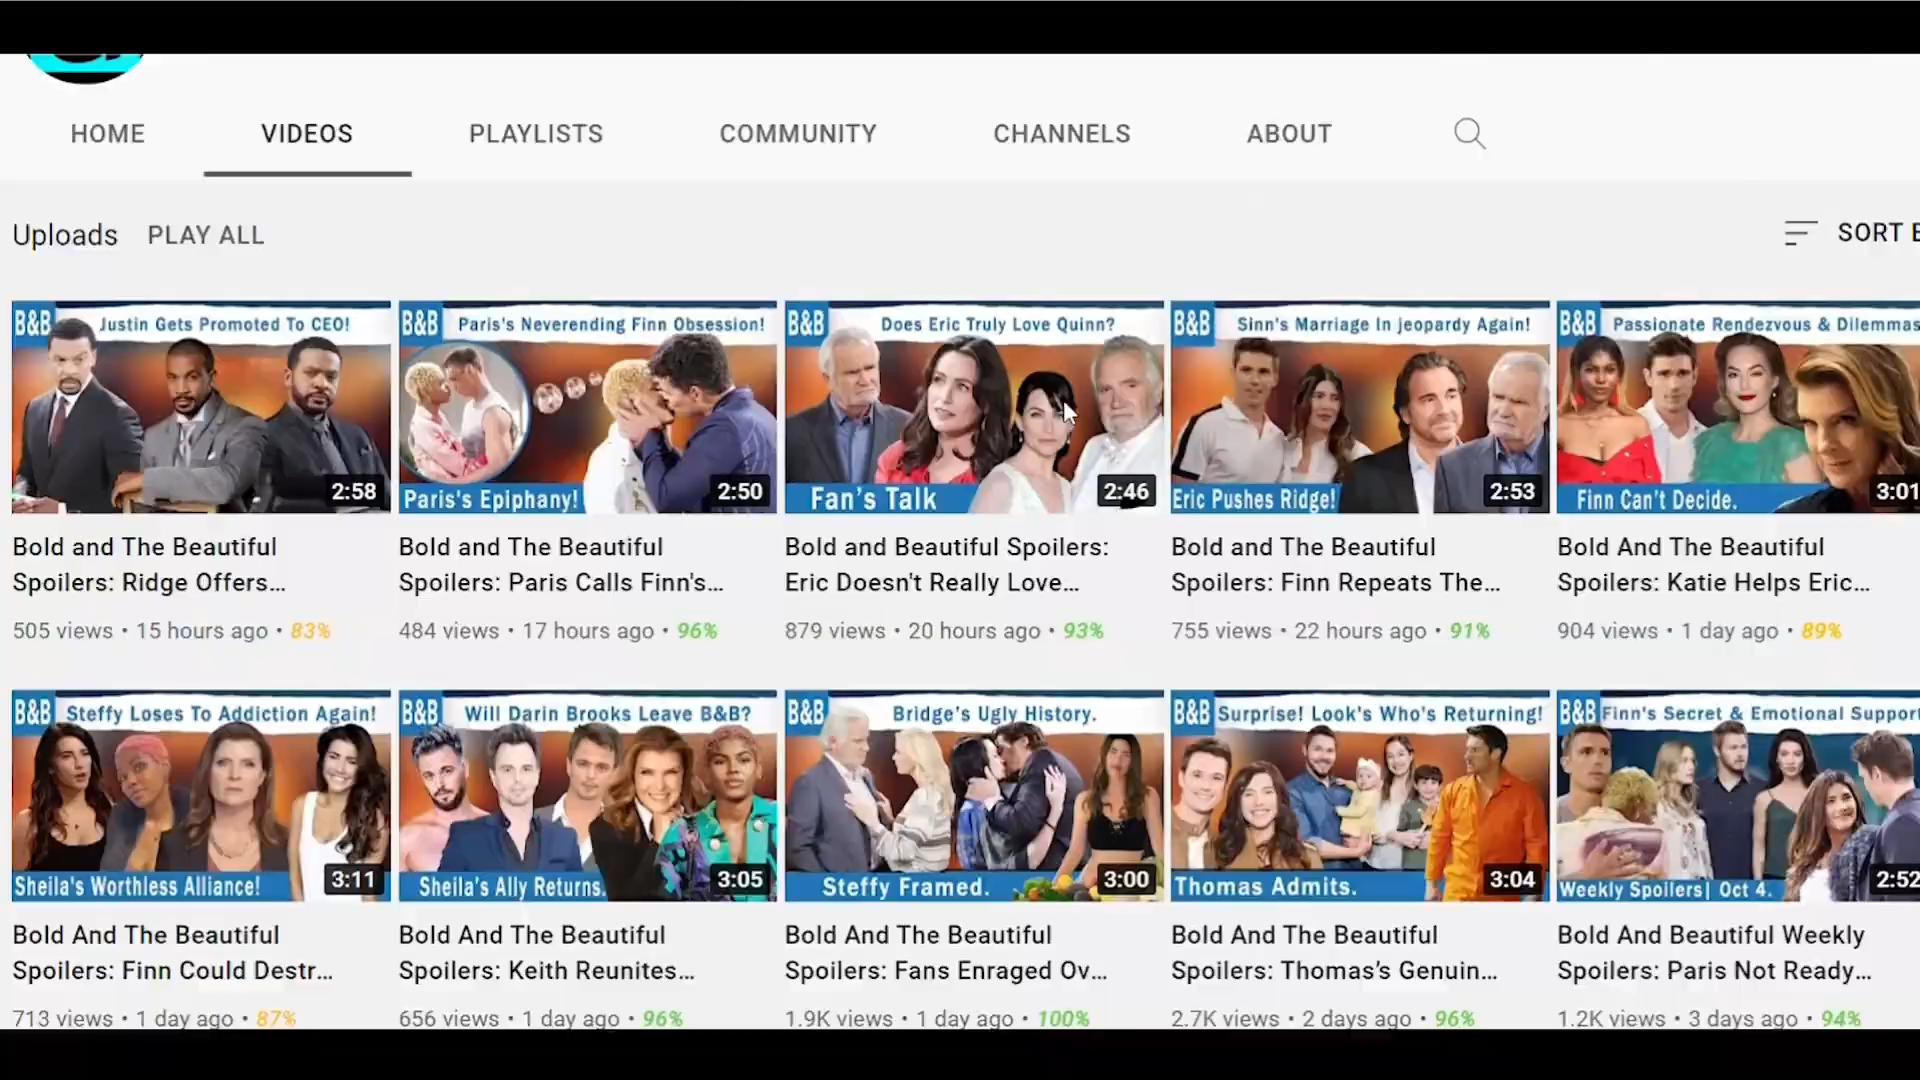 HOME VIDEOS PLAYLISTS COMMUNITY CHANNELS ABOUT
Uploads PLAY ALL SORT
B&B Justin Gets Promoted To CEO!
2:58
Bold and The Beautiful
Spoilers: Ridge Offers...
505 views • 15 hours ago • 83%
B&B Paris's Neverending Finn Obsession!
Paris's Epiphany! 2:50
Bold and The Beautiful
Spoilers: Paris Calls Finn's...
484 views • 17 hours ago • 96%
B&B Does Eric Truly Love Quinn?
Fan's Talk 2:46
Bold and Beautiful Spoilers:
Eric Doesn't Really Love...
879 views • 20 hours ago • 93%
B&B Sinn's Marriage In jeopardy Again!
Eric Pushes Ridge! 2:53
Bold and The Beautiful
Spoilers: Finn Repeats The...
755 views • 22 hours ago • 91%
B&B Passionate Rendezvous & Dilemmas
Finn Can't Decide. 3:01
Bold And The Beautiful
Spoilers: Katie Helps Eric...
904 views • 1 day ago • 89%
B&B Steffy Loses To Addiction Again!
Sheila's Worthless Alliance! 3:11
Bold And The Beautiful
Spoilers: Finn Could Destr...
713 views • 1 day ago • 87%
B&B Will Darin Brooks Leave B&B?
Sheila's Ally Returns. 3:05
Bold And The Beautiful
Spoilers: Keith Reunites...
656 views • 1 day ago • 96%
B&B Bridge's Ugly History.
Steffy Framed. 3:00
Bold And The Beautiful
Spoilers: Fans Enraged Ov...
1.9K views • 1 day ago • 100%
B&B Surprise! Look's Who's Returning!
Thomas Admits. 3:04
Bold And The Beautiful
Spoilers: Thomas’s Genuin...
2.7K views • 2 days ago • 96%
B&B Finn's Secret & Emotional Support
Weekly Spoilers| Oct 4. 2:52
Bold And Beautiful Weekly
Spoilers: Paris Not Ready...
1.2K views • 3 days ago • 94%